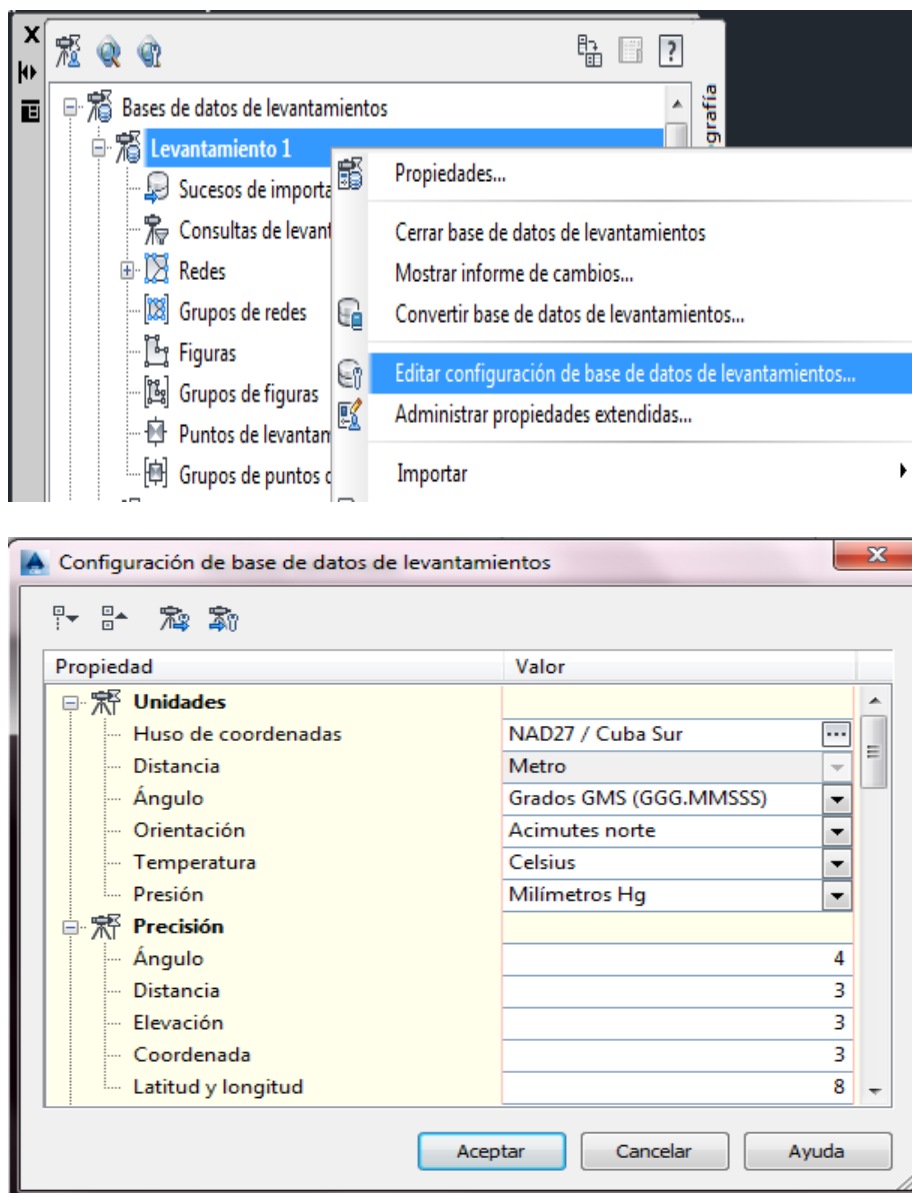 Bases de datos de levantamientos
Levantamiento 1
Propiedades...
Sucesos de importa
Consultas de levant
Cerrar base de datos de levantamientos
Redes
Mostrar informe de cambios...
Grupos de redes
Convertir base de datos de levantamientos...
Figuras
Editar configuración de base de datos de levantamientos...
Grupos de figuras
Administrar propiedades extendidas...
Puntos de levantam
Grupos de puntos d
Importar
ografía
Configuración de base de datos de levantamientos
Propiedad Valor
Unidades
Huso de coordenadas NAD27 / Cuba Sur ...
Distancia Metro
Ángulo Grados GMS (GGG.MMSSS)
Orientación Acimutes norte
Temperatura Celsius
Presión Milímetros Hg
Precisión
Ángulo 4
Distancia 3
Elevación 3
Coordenada 3
Latitud y longitud 8
Aceptar Cancelar Ayuda